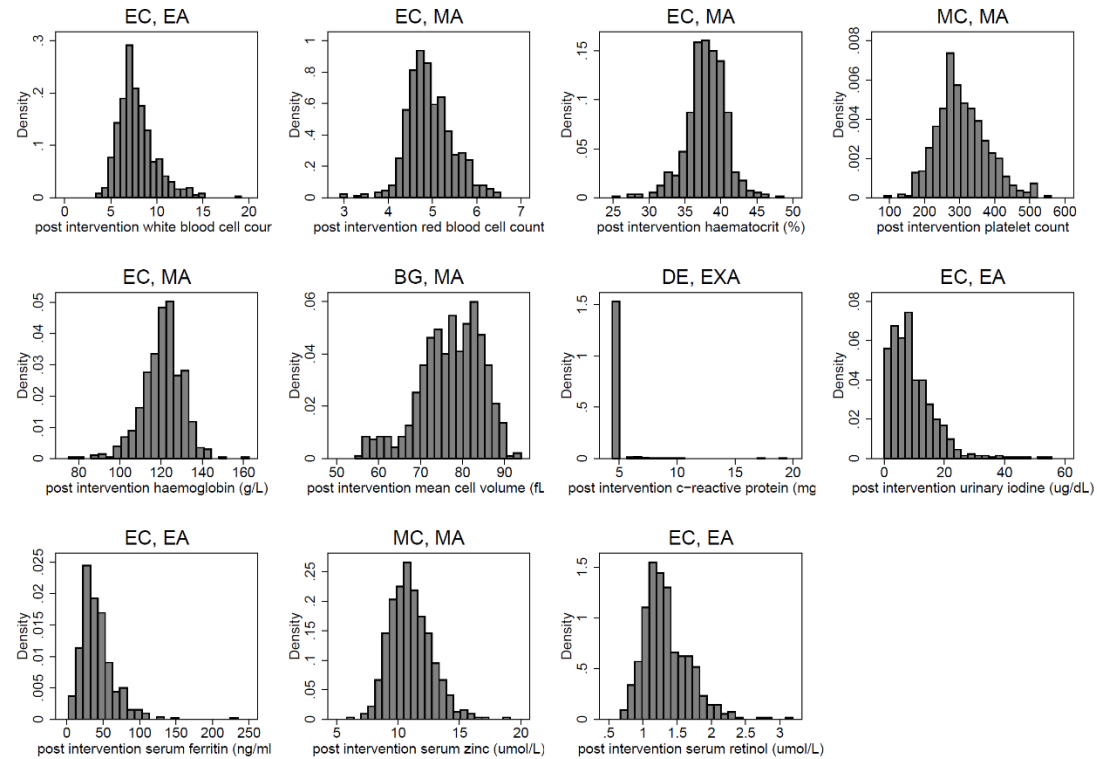 EC, EA
Density
0 .1 .2 .3
0 5 10 15 20
post intervention white blood cell cour
EC, MA
Density
0 .2 .4 .6 .8 1
3 4 5 6 7
post intervention red blood cell count
EC, MA
Density
0 .05 .1 .15
25 30 35 40 45 50
post intervention haematocrit (%)
MC, MA
Density
0 .002 .004 .006 .008
100 200 300 400 500 600
post intervention platelet count
EC, MA
Density
0 .01 .02 .03 .04 .05
80 100 120 140 160
post intervention haemoglobin (g/L)
BG, MA
Density
0 .02 .04 .06
50 60 70 80 90
post intervention mean cell volume (fL
DE, EXA
Density
0 .5 1 1.5
5 10 15 20
post intervention c-reactive protein (mg
EC, EA
Density
0 .02 .04 .06 .08
0 20 40 60
post intervention urinary iodine (ug/dL)
EC, EA
Density
0 .005 .01 .015 .02 .025
0 50 100 150 200 250
post intervention serum ferritin (ng/ml
MC, MA
Density
0 .05 .1 .15 .2 .25
5 10 15 20
post intervention serum zinc (umol/L)
EC, EA
Density
0 .5 1 1.5
.5 1 1.5 2 2.5 3
post intervention serum retinol (umol/L)